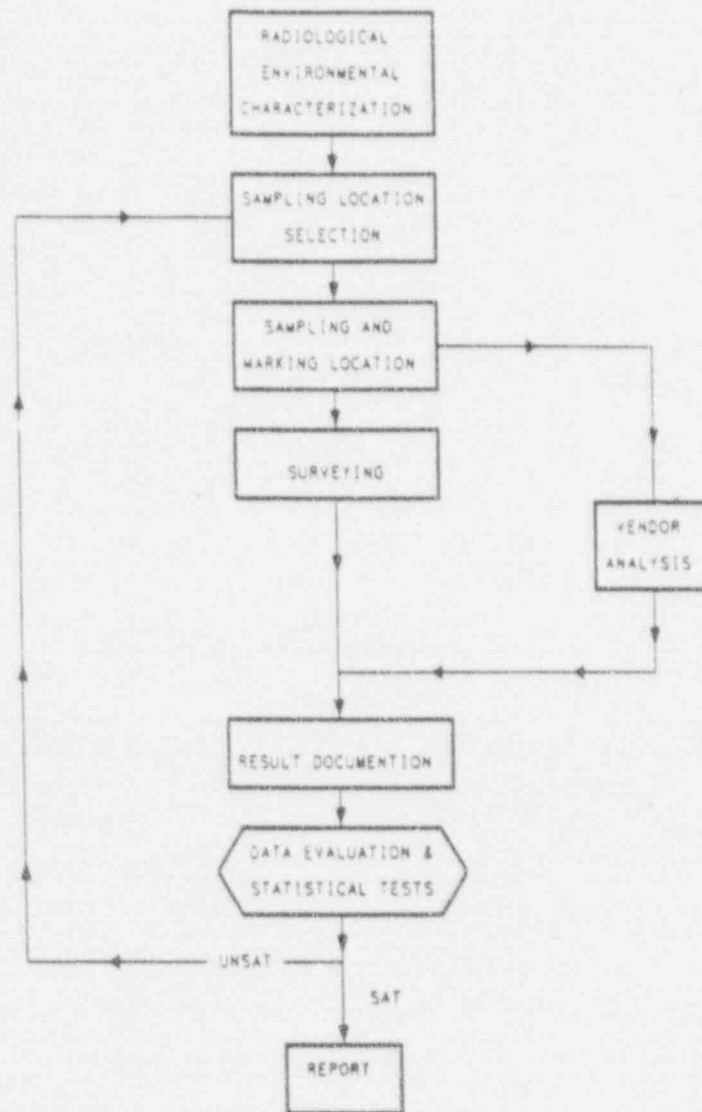 RADIOLOGICAL
ENVIRONMENTAL
CHARACTERIZATION
SAMPLING LOCATION
SELECTION
SAMPLING AND
MARKING LOCATION
SURVEYING
VENDOR
ANALYSIS
RESULT DOCUMENTION
DATA EVALUATION &
STATISTICAL TESTS
UNSAT
SAT
REPORT